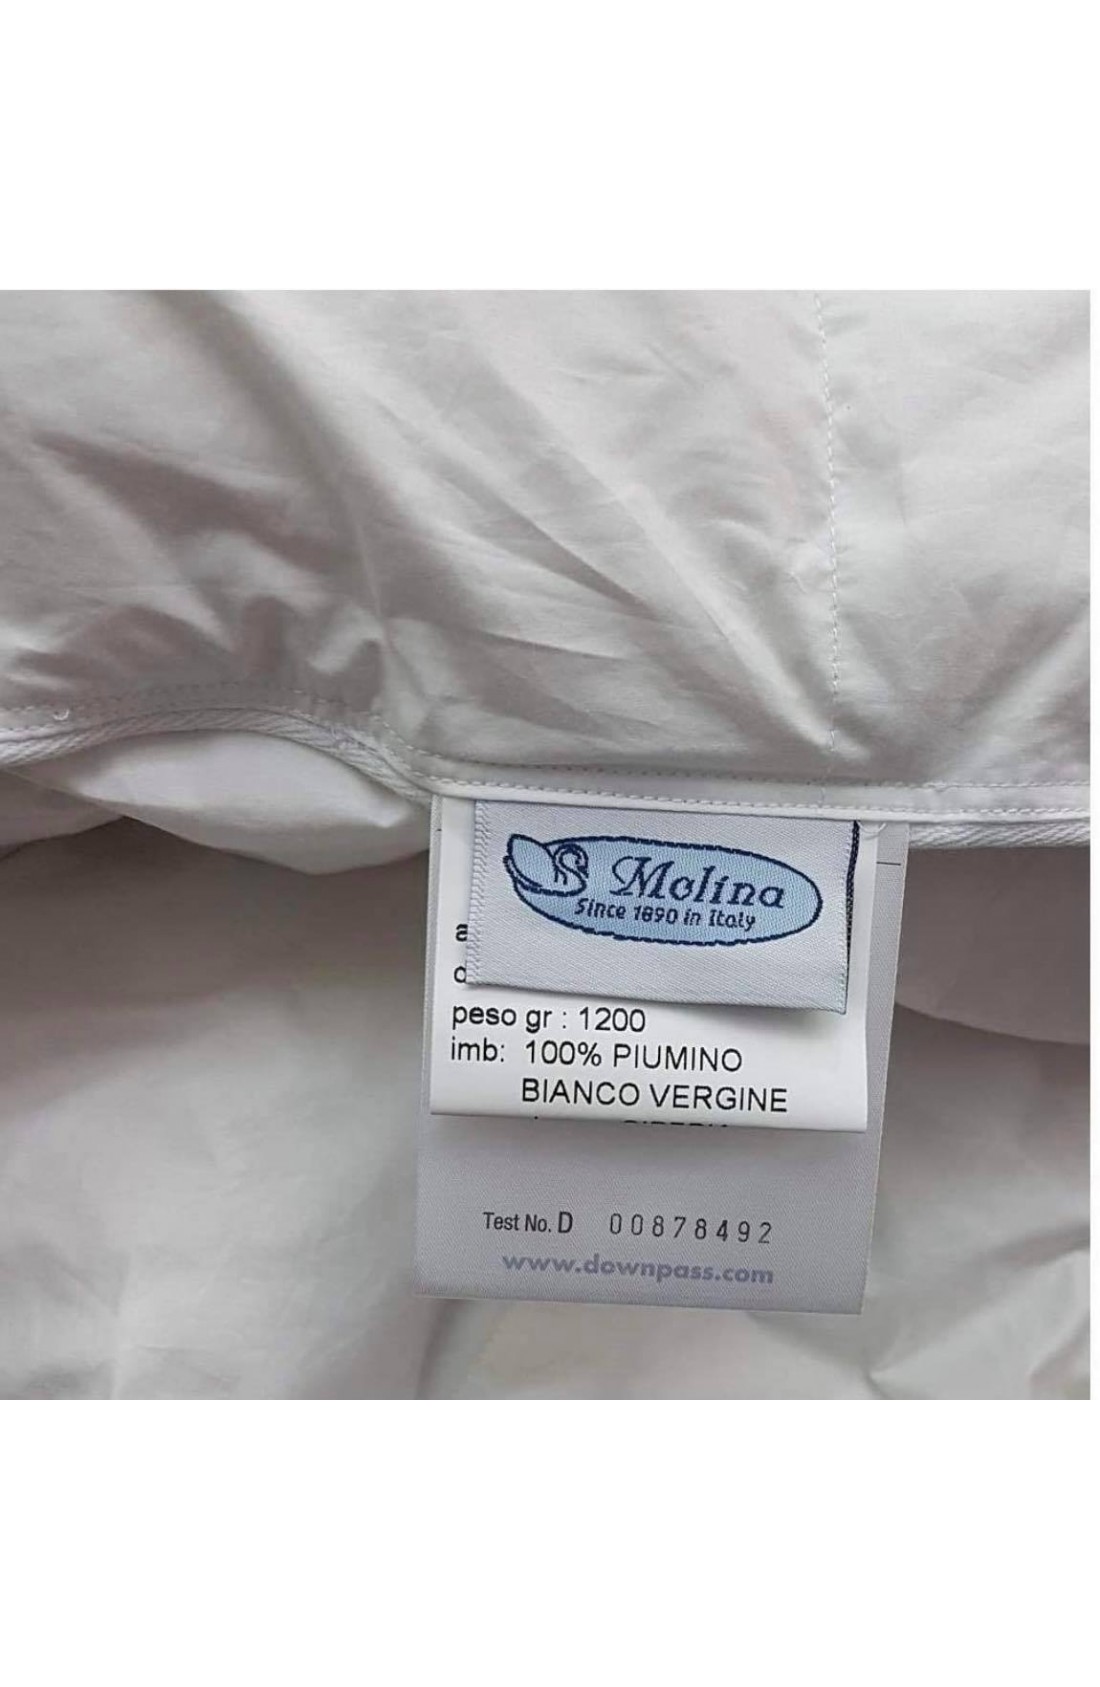 Molina
Since 1890 in Italy
a
d
peso gr : 1200
imb: 100% PIUMINO
BIANCO VERGINE
Test No. D 00878492
www.downpass.com